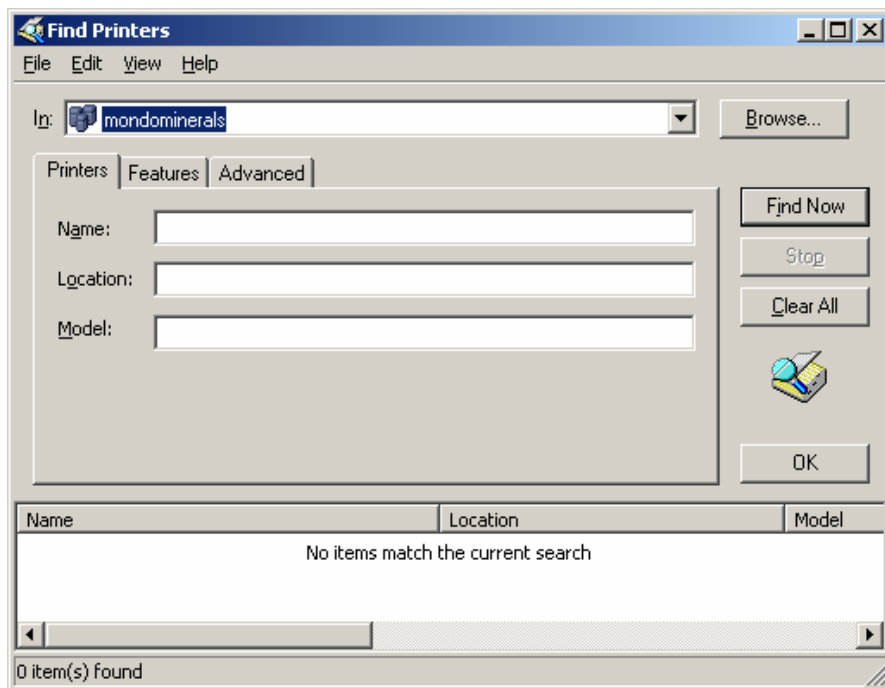 Find Printers
File Edit View Help
In: mondominerals Browse...
Printers Features Advanced
Find Now
Name:
Stop
Location:
Clear All
Model:
OK
Name Location Model
No items match the current search
0 item(s) found